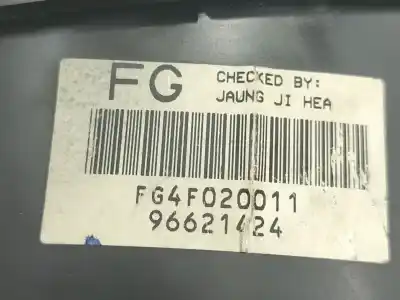 FG
CHECKED BY:
JAUNG JI HEA
FG4F020011
96621424